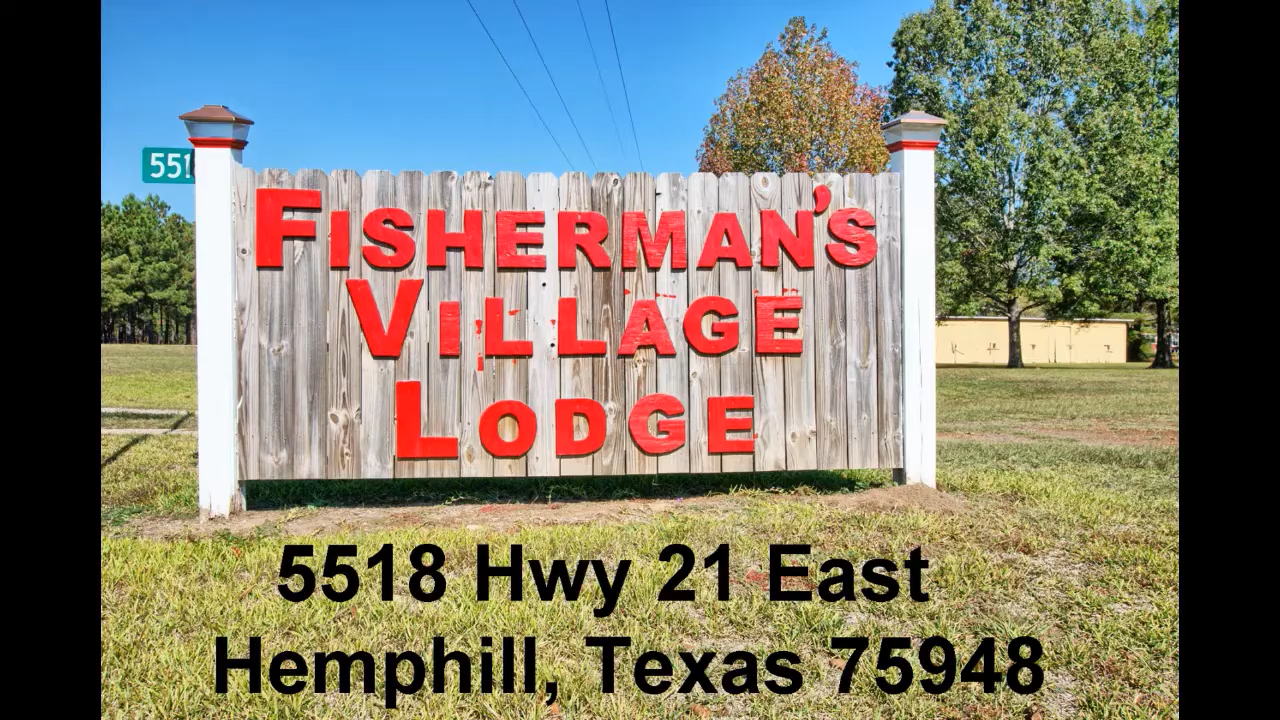 551
FISHERMAN'S
VILLAGE
LODGE
5518 Hwy 21 East
Hemphill, Texas 75948